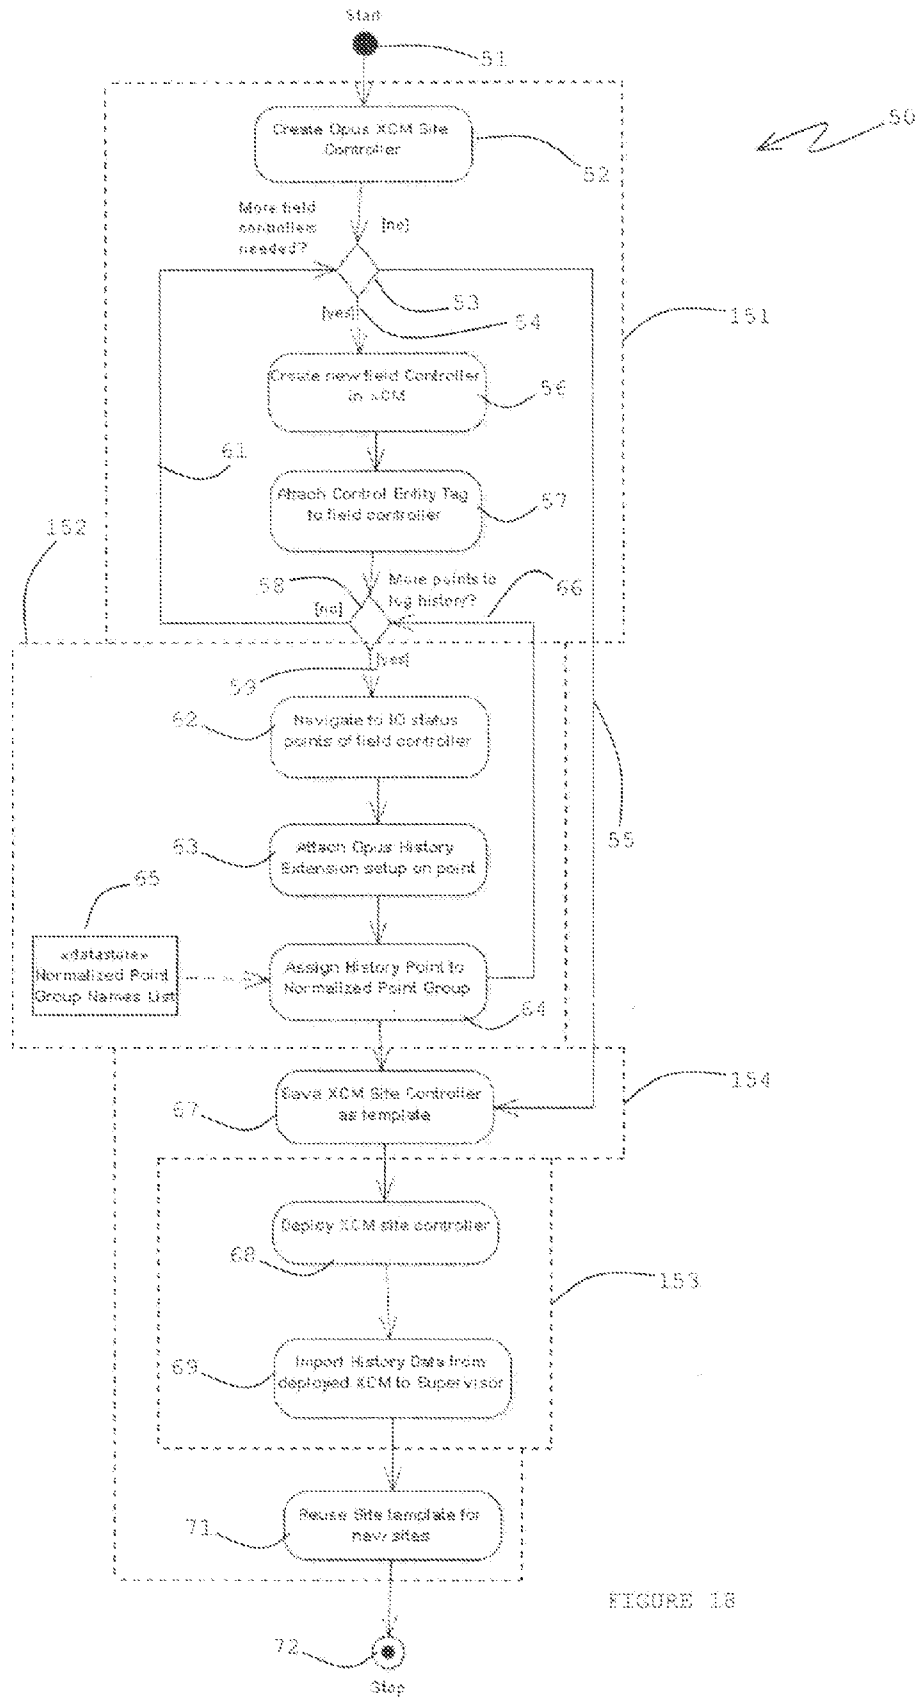 Start
51
50
Create Opus XCM Site
Controller
52
More field
controllers
needed?
[no]
53
[yes]
54
151
Create new field Controller
in XCM
56
61
Attach Control Entity Tag
to field controller
57
152
58
More points to
log history?
66
[no]
[yes]
59
62
Navigate to IO status
points of field controller
55
63
Attach Opus History
Extension setup on point
65
«datastore»
Normalized Point
Group Names List
Assign History Point to
Normalized Point Group
64
154
Save XCM Site Controller
as template
67
Deploy XCM site controller
68
153
69
Import History Data from
deployed XCM to Supervisor
71
Reuse Site template for
new sites
FIGURE 18
72
Stop